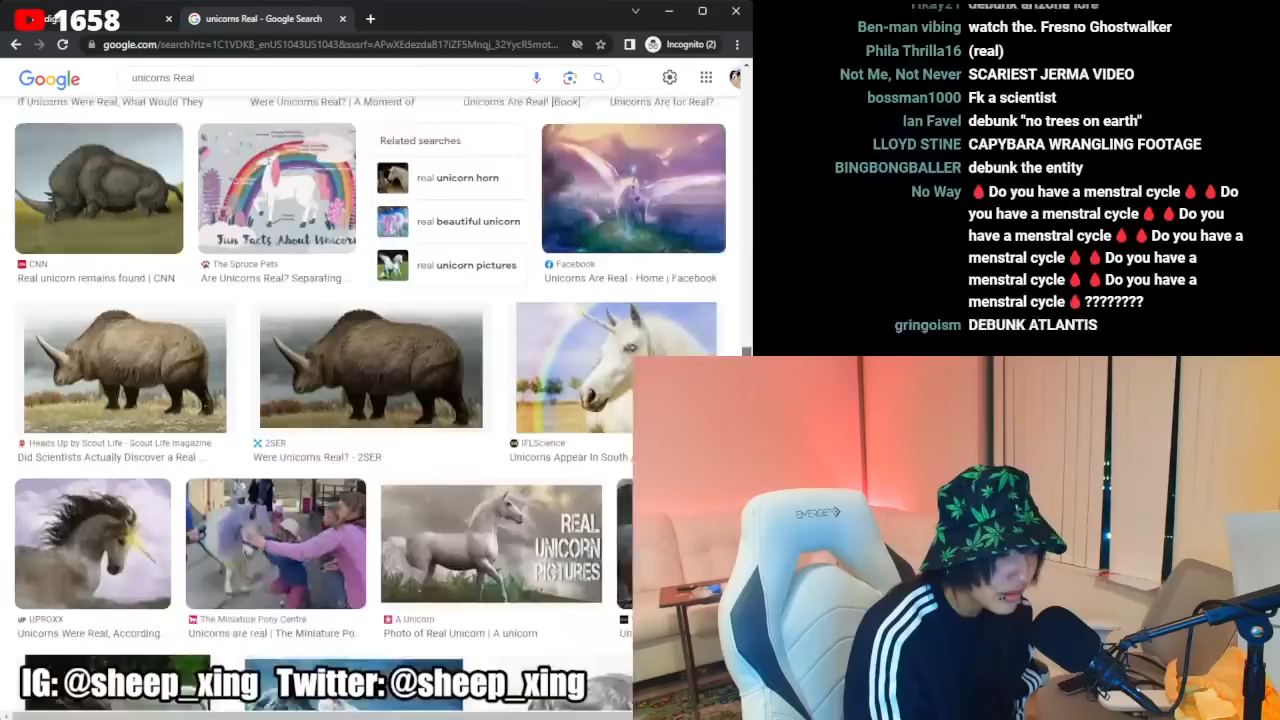 1658
unicorns Real - Google Search
google.com/search?rlz=1C1VDKB_enUS1043US1043&sxsrf=APwXEdezdaB17iZF5Mnqj_32YycR5mot...
Incognito (2)
Google
unicorns Real
If Unicorns Were Real, What Would They
Were Unicorns Real? | A Moment of
Unicorns Are Real! [Book]
Unicorns Are for Real?
Related searches
real unicorn horn
real beautiful unicorn
real unicorn pictures
Fun Facts About Unicorn
CNN
Real unicorn remains found | CNN
The Spruce Pets
Are Unicorns Real? Separating ...
Facebook
Unicorns Are Real - Home | Facebook
Heads Up by Scout Life - Scout Life magazine
Did Scientists Actually Discover a Real ...
2SER
Were Unicorns Real? - 2SER
IFLScience
Unicorns Appear In South
REAL
UNICORN
PICTURES
UPROXX
Unicorns Were Real, According
The Miniature Pony Centre
Unicorns are real | The Miniature Po.
A Unicorn
Photo of Real Unicorn | A unicorn
IG: @sheep_xing Twitter: @sheep_xing
debunk arizona lore
Ben-man vibing watch the. Fresno Ghostwalker
Phila Thrilla16 (real)
Not Me, Not Never SCARIEST JERMA VIDEO
bossman1000 Fk a scientist
Ian Favel debunk "no trees on earth"
LLOYD STINE CAPYBARA WRANGLING FOOTAGE
BINGBONGBALLER debunk the entity
No Way 🩸Do you have a menstral cycle🩸🩸Do
you have a menstral cycle🩸🩸Do you
have a menstral cycle🩸🩸Do you have a
menstral cycle🩸🩸Do you have a
menstral cycle🩸🩸Do you have a
menstral cycle🩸????????
gringoism DEBUNK ATLANTIS